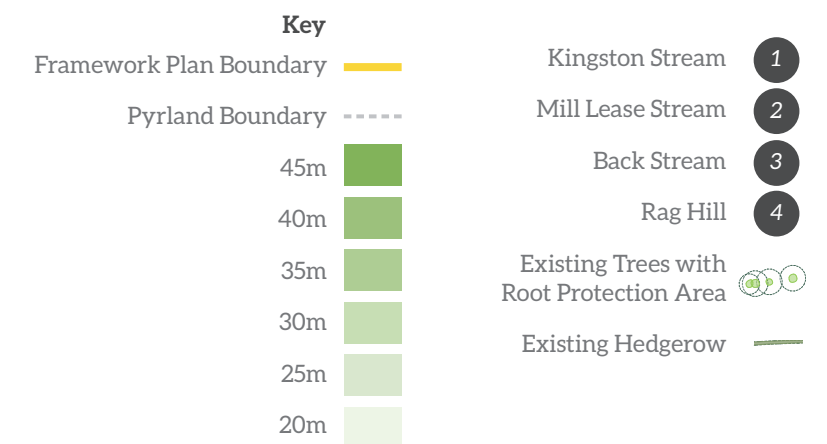 Key
Framework Plan Boundary
Pyrland Boundary
45m
40m
35m
30m
25m
20m
Kingston Stream 1
Mill Lease Stream 2
Back Stream 3
Rag Hill 4
Existing Trees with
Root Protection Area
Existing Hedgerow